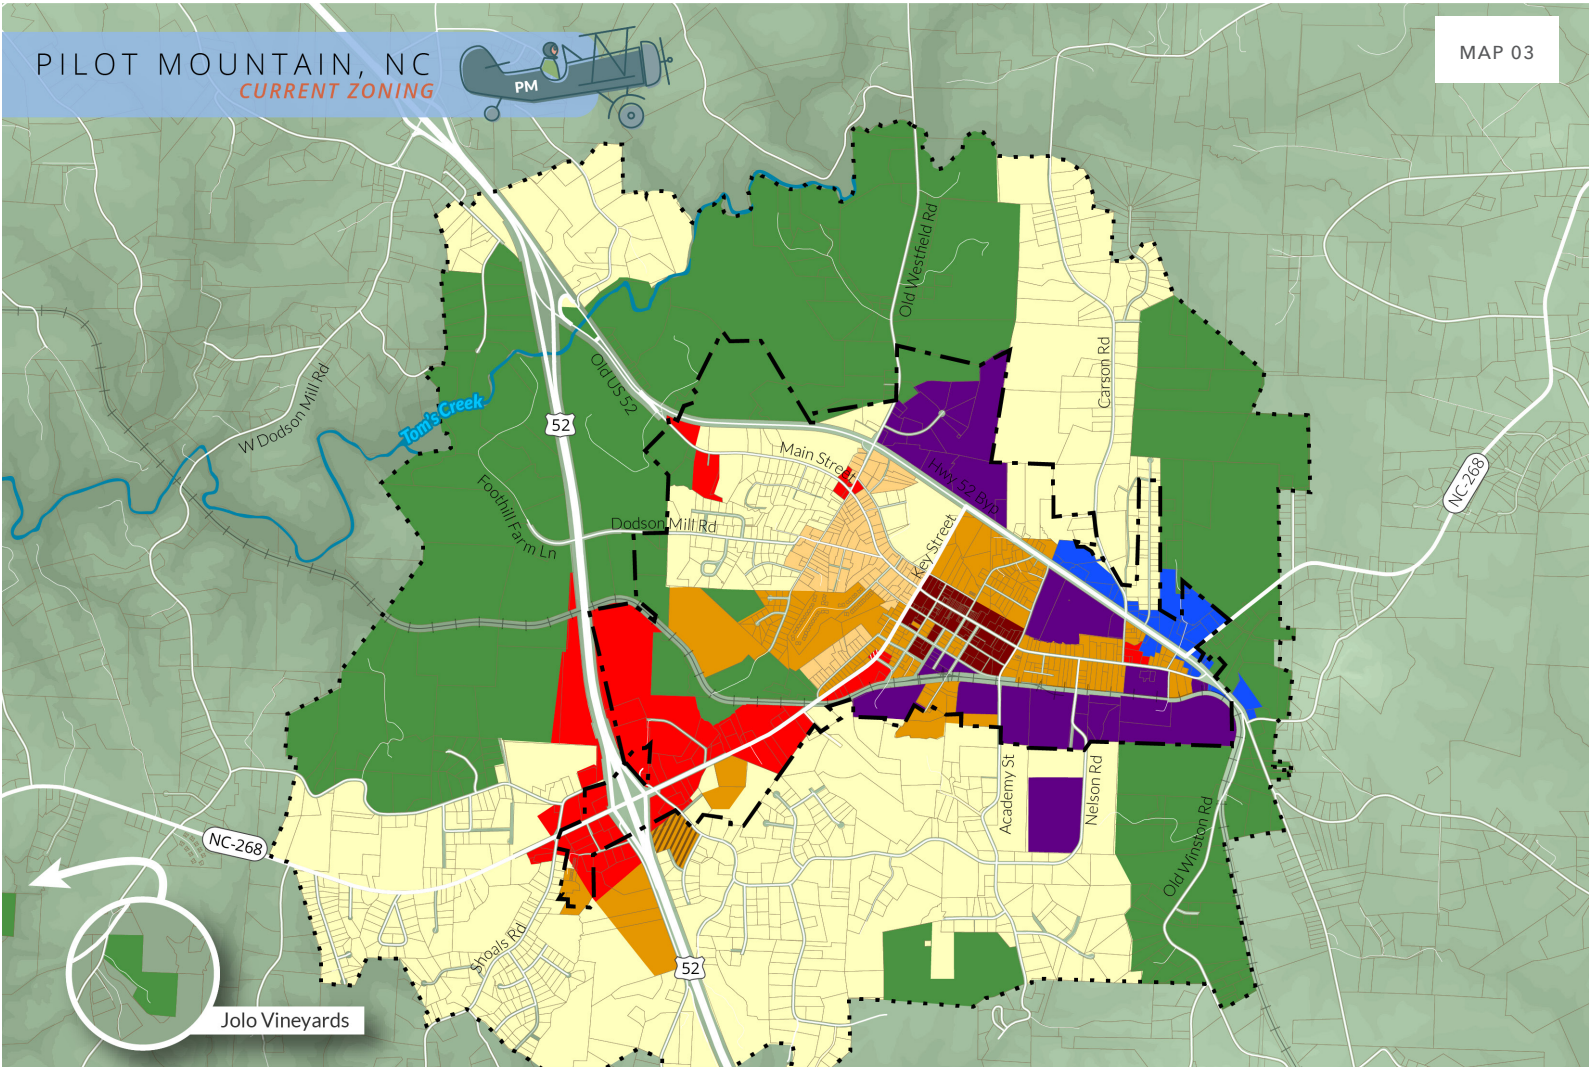 PILOT MOUNTAIN, NC
CURRENT ZONING
PM
MAP 03
Old Westfield Rd
Carson Rd
W Dodson Mill Rd
Old US 52
52
Tom's Creek
Main Street
Hwy 52 Byp
NC-268
Foothill Farm Ln
Dodson Mill Rd
Key Street
Academy St
Nelson Rd
Old Winston Rd
NC-268
Shoals Rd
52
Jolo Vineyards